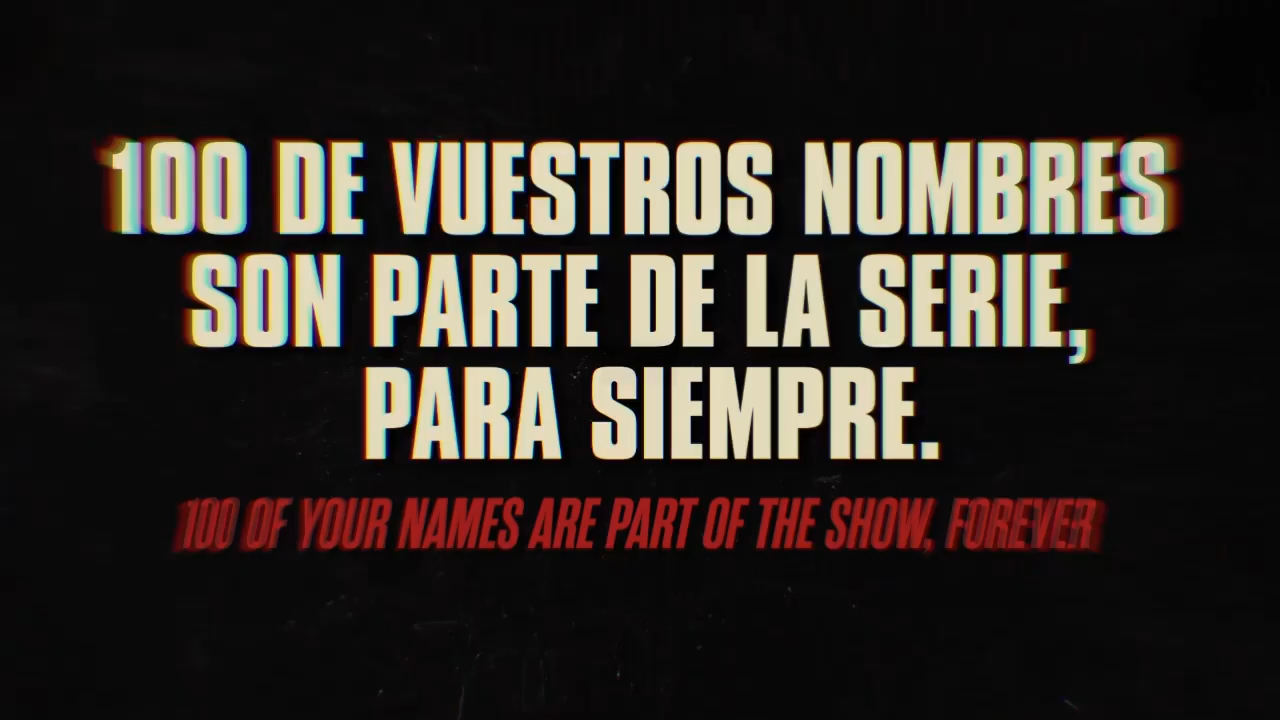 100 DE VUESTROS NOMBRES
SON PARTE DE LA SERIE,
PARA SIEMPRE.
100 OF YOUR NAMES ARE PART OF THE SHOW, FOREVER